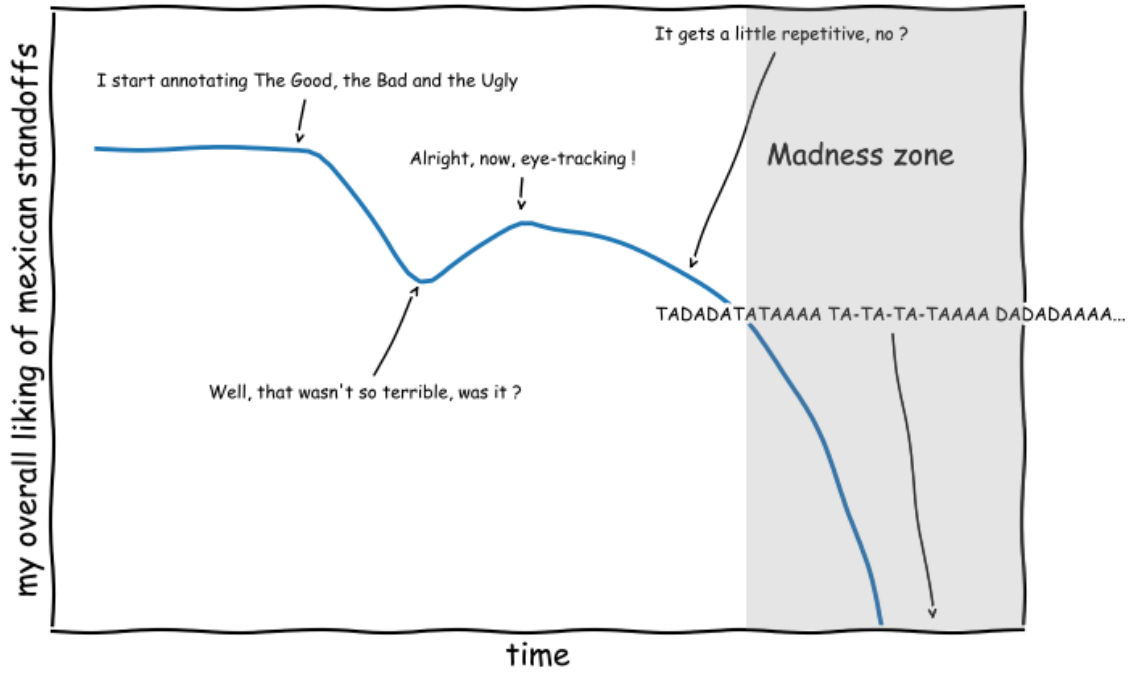 It gets a little repetitive, no ?
I start annotating The Good, the Bad and the Ugly
Alright, now, eye-tracking !
Madness zone
TADADATATATAAAA TA-TA-TA-TAAAA DADADAAAA...
Well, that wasn't so terrible, was it ?
my overall liking of mexican standoffs
time